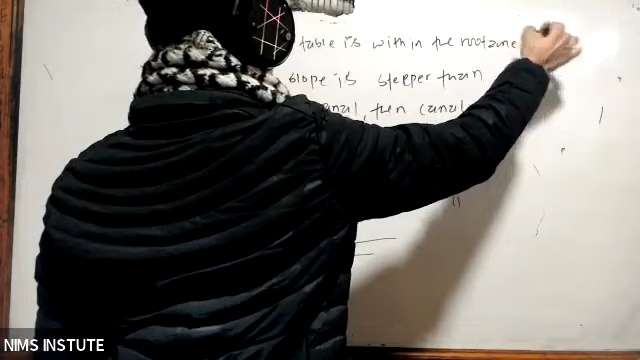 table is within the rootzone
slope is steeper than
canal, then canal
NIMS INSTUTE